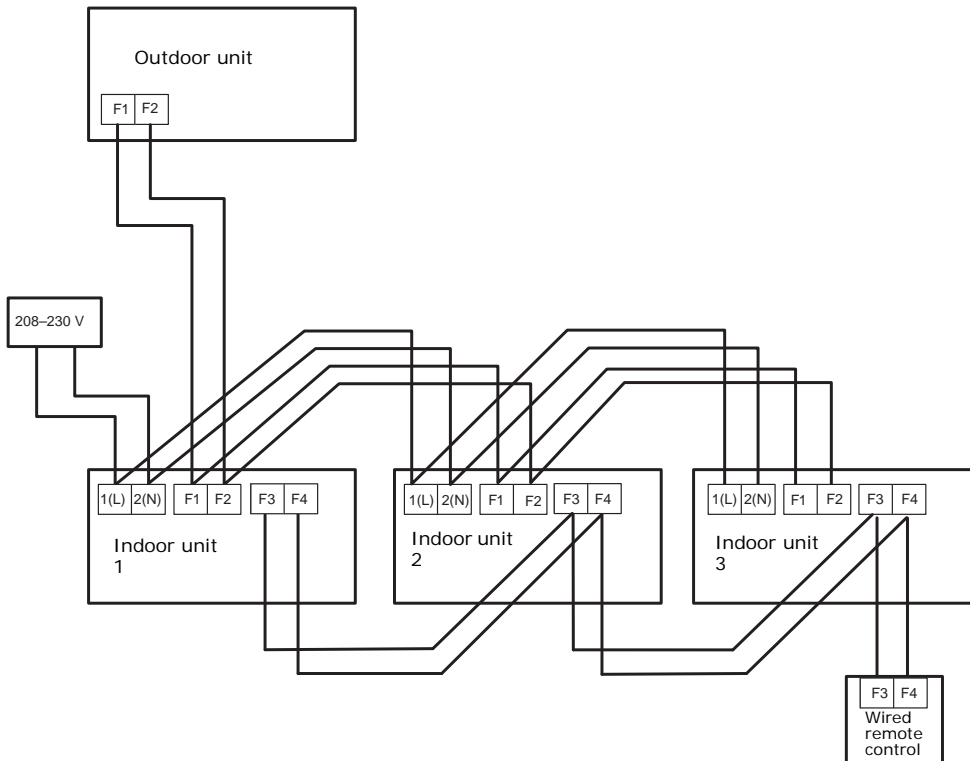 Outdoor unit
F1 F2
208–230 V
1(L) 2(N) F1 F2 F3 F4
Indoor unit
1
1(L) 2(N) F1 F2 F3 F4
Indoor unit
2
1(L) 2(N) F1 F2 F3 F4
Indoor unit
3
F3 F4
Wired
remote
control